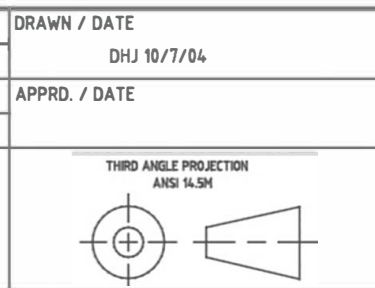 DRAWN / DATE
DHJ 10/7/04
APPRD. / DATE
THIRD ANGLE PROJECTION
ANSI 14.5M